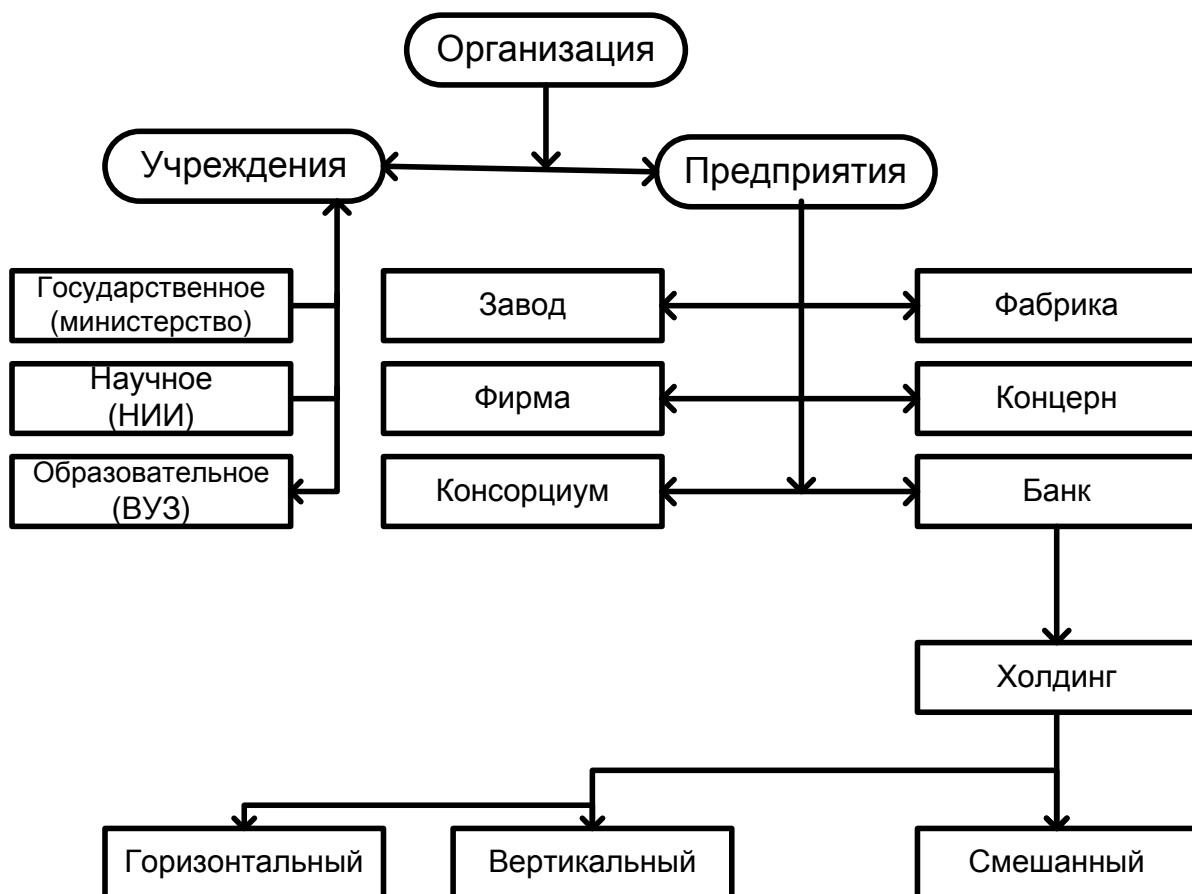 Организация
Учреждения
Предприятия
Государственное
(министерство)
Завод
Фабрика
Научное
(НИИ)
Фирма
Концерн
Образовательное
(ВУЗ)
Консорциум
Банк
Холдинг
Горизонтальный
Вертикальный
Смешанный